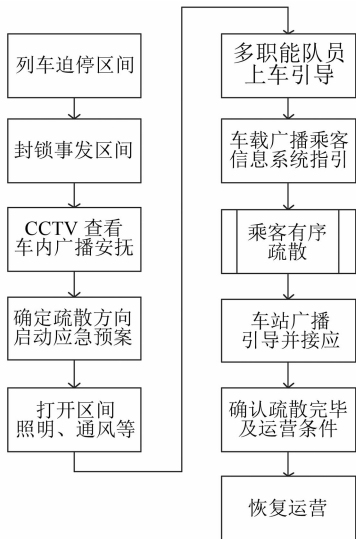 列车迫停区间
封锁事发区间
CCTV 查看
车内广播安抚
确定疏散方向
启动应急预案
打开区间
照明、通风等
多职能队员
上车引导
车载广播乘客
信息系统指引
乘客有序
疏散
车站广播
引导并接应
确认疏散完毕
及运营条件
恢复运营